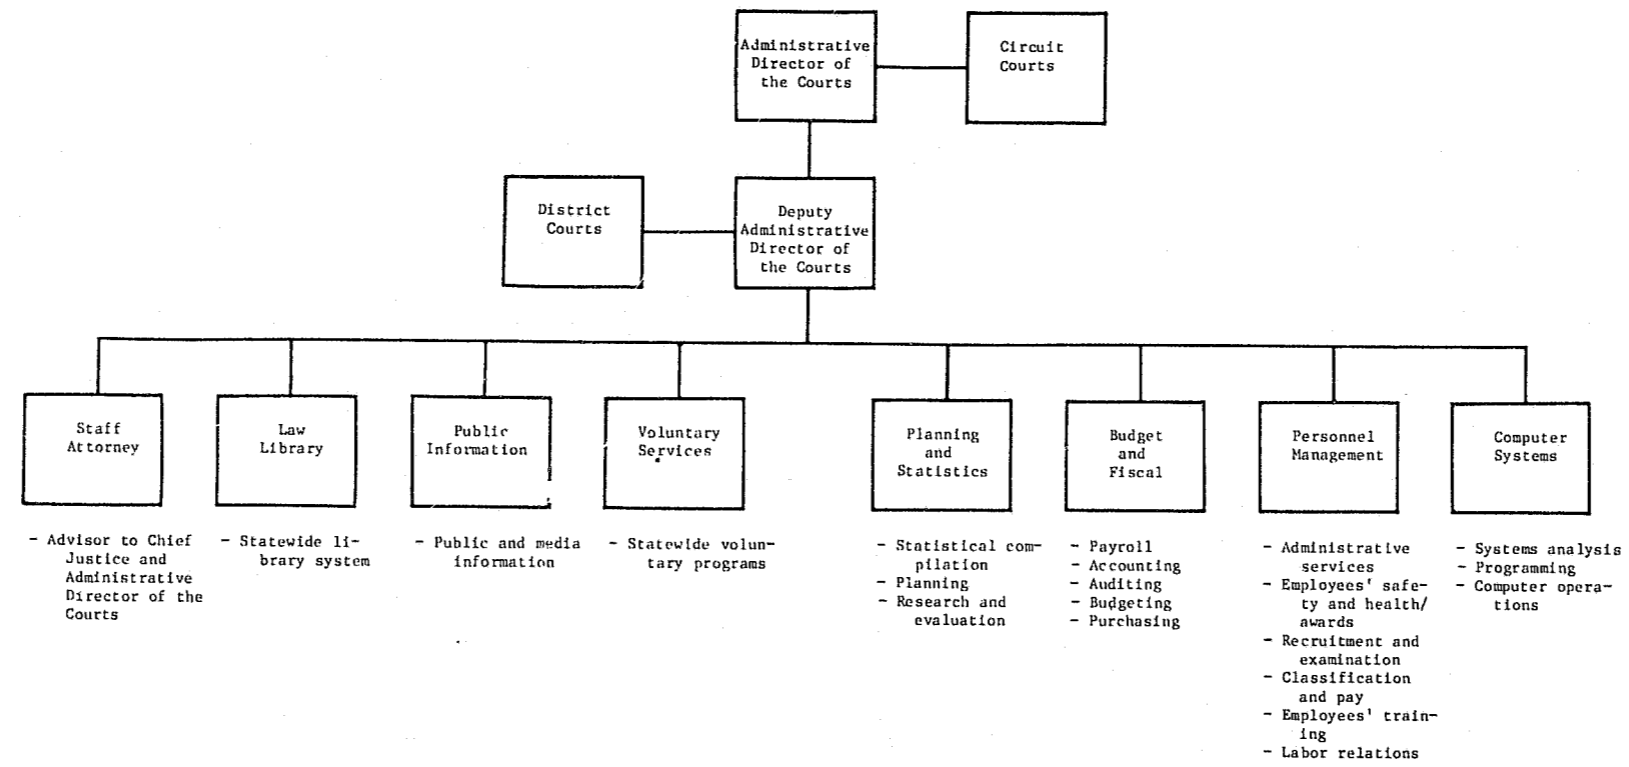 Administrative
Director of
the Courts
Circuit
Courts
District
Courts
Deputy
Administrative
Director of
the Courts
Staff
Attorney
Law
Library
Public
Information
Voluntary
Services
Planning
and
Statistics
Budget
and
Fiscal
Personnel
Management
Computer
Systems
- Advisor to Chief
Justice and
Administrative
Director of the
Courts
- Statewide li-
brary system
- Public and media
information
- Statewide volun-
tary programs
- Statistical com-
pilation
- Planning
- Research and
evaluation
- Payroll
- Accounting
- Auditing
- Budgeting
- Purchasing
- Administrative
services
- Employees' safe-
ty and health/
awards
- Recruitment and
examination
- Classification
and pay
- Employees' train-
ing
- Labor relations
- Systems analysis
- Programming
- Computer opera-
tions